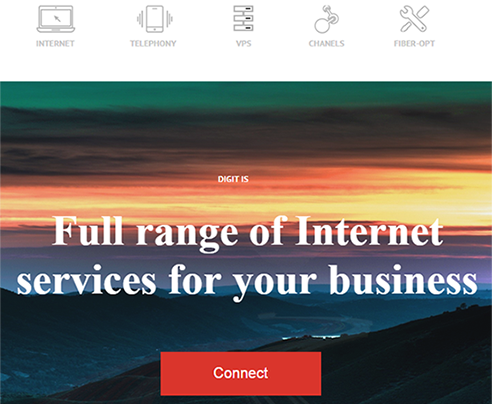 INTERNET TELEPHONY VPS CHANELS FIBER-OPT
DIGIT IS
Full range of Internet
services for your business
Connect